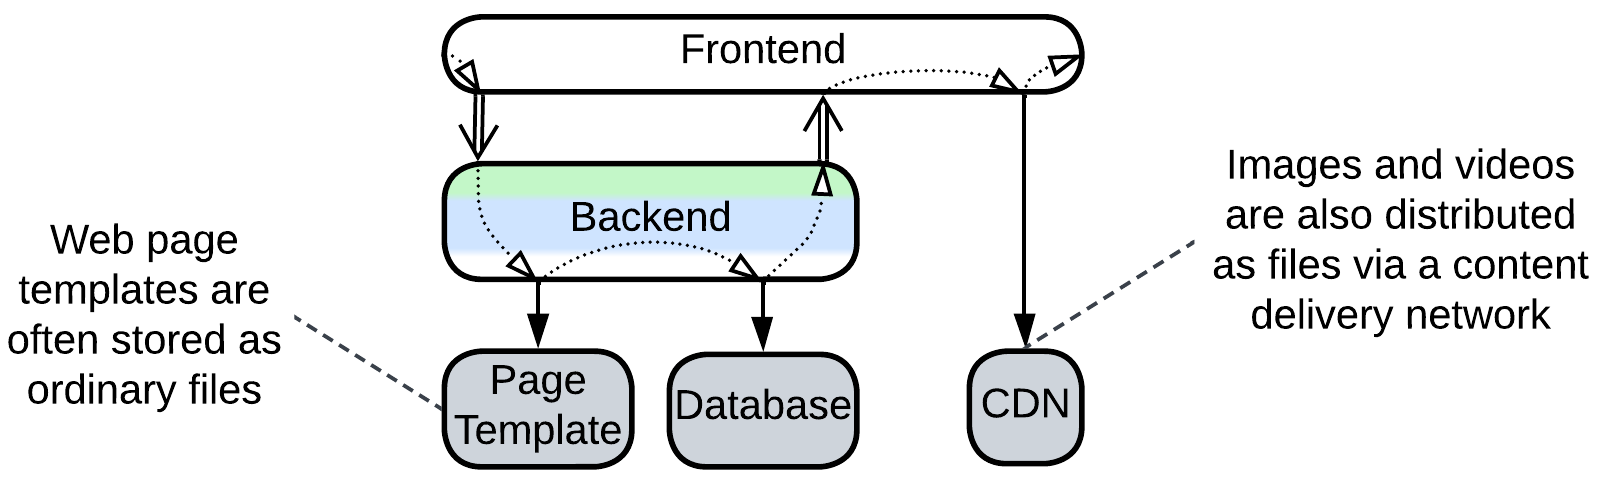 Frontend
Backend
Web page
templates are
often stored as
ordinary files
Images and videos
are also distributed
as files via a content
delivery network
Page
Template
Database
CDN